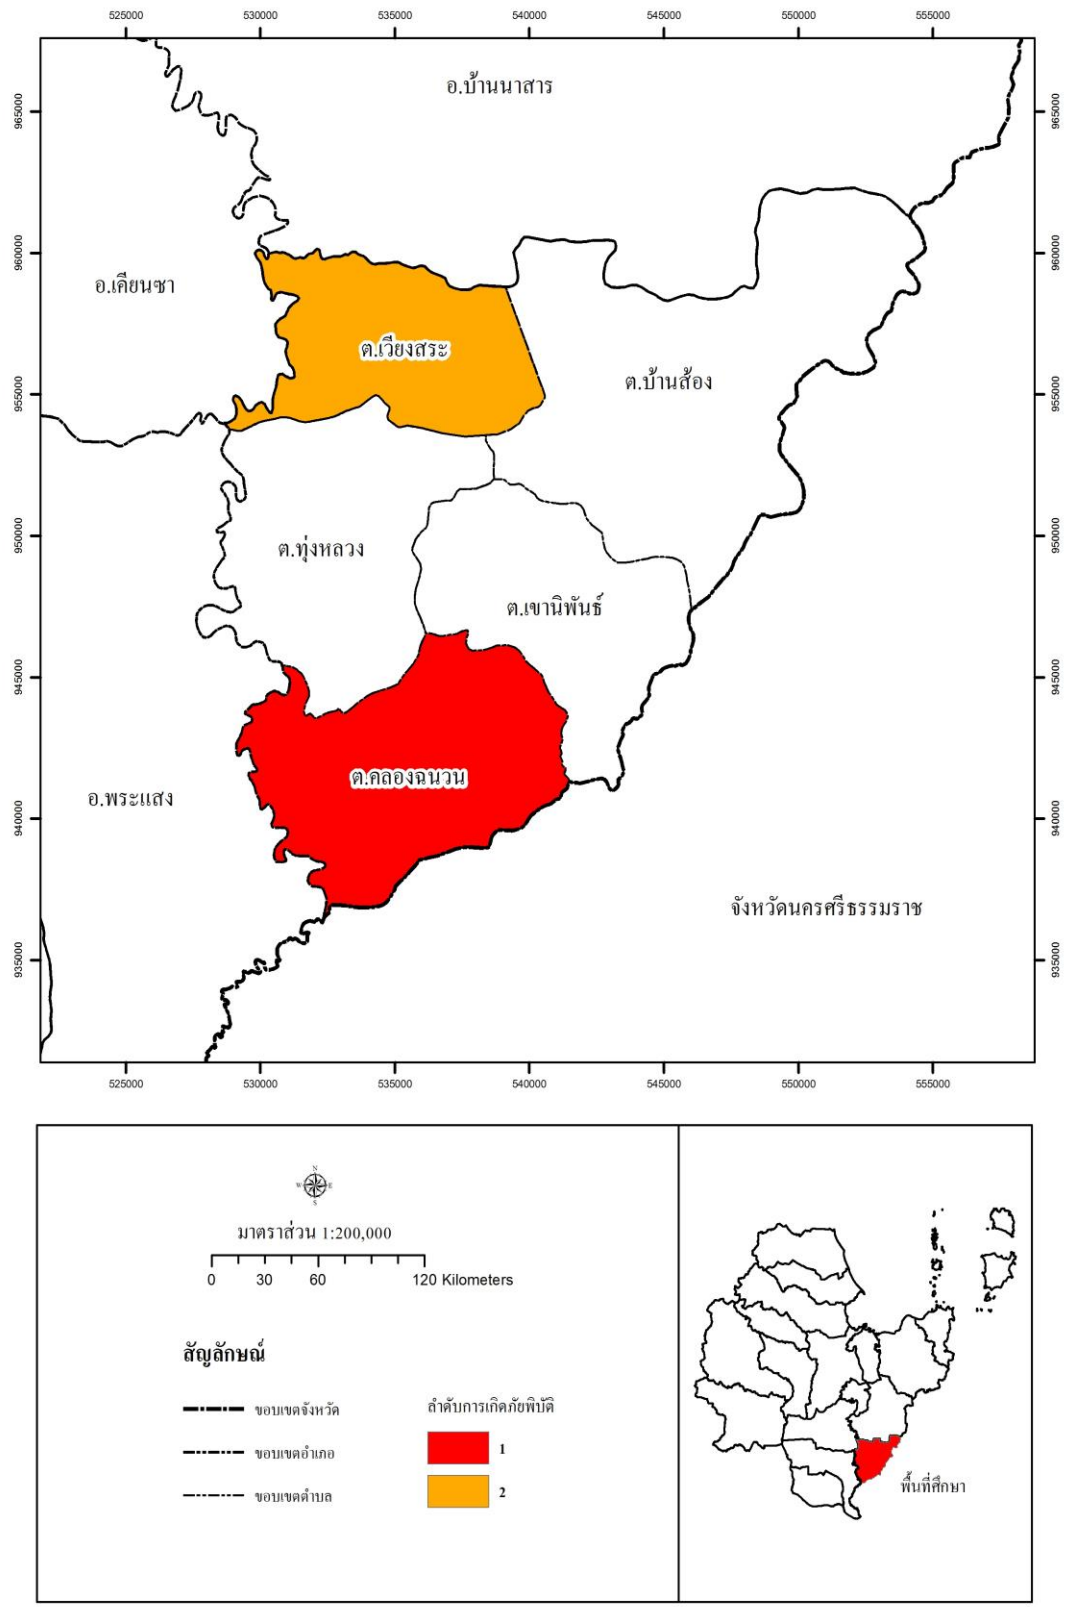 525000 530000 535000 540000 545000 550000 555000
965000 965000
อ.บ้านนาสาร
960000 960000
อ.เคียนซา
ต.เวียงสระ
ต.บ้านส้อง
955000 955000
950000 950000
ต.ทุ่งหลวง
ต.เขานิพันธ์
945000 945000
ต.คลองฉนวน
อ.พระแสง
940000 940000
จังหวัดนครศรีธรรมราช
935000 935000
525000 530000 535000 540000 545000 550000 555000
N
W E
S
มาตราส่วน 1:200,000
0 30 60 120 Kilometers
สัญลักษณ์
ขอบเขตจังหวัด
ขอบเขตอำเภอ
ขอบเขตตำบล
ลำดับการเกิดภัยพิบัติ
1
2
พื้นที่ศึกษา